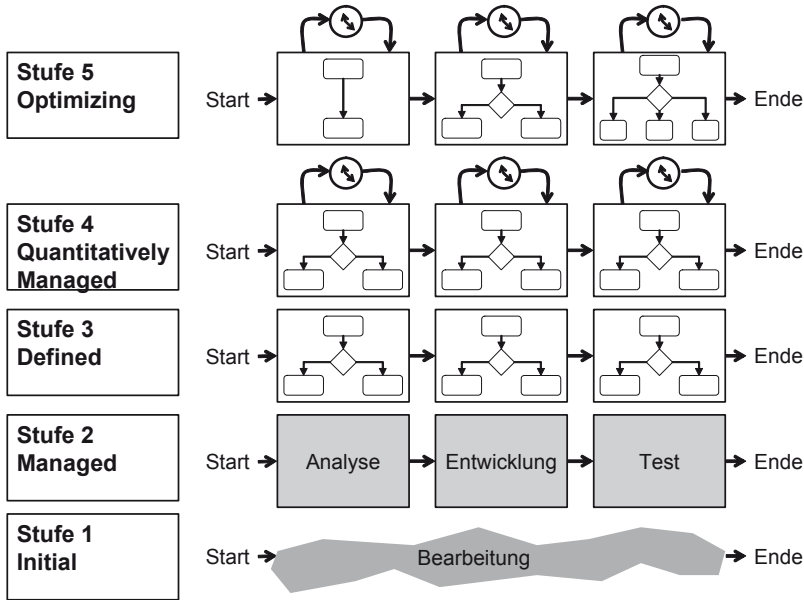 Stufe 5
Optimizing
Start
Ende
Stufe 4
Quantitatively
Managed
Start
Ende
Stufe 3
Defined
Start
Ende
Stufe 2
Managed
Start
Analyse
Entwicklung
Test
Ende
Stufe 1
Initial
Start
Bearbeitung
Ende